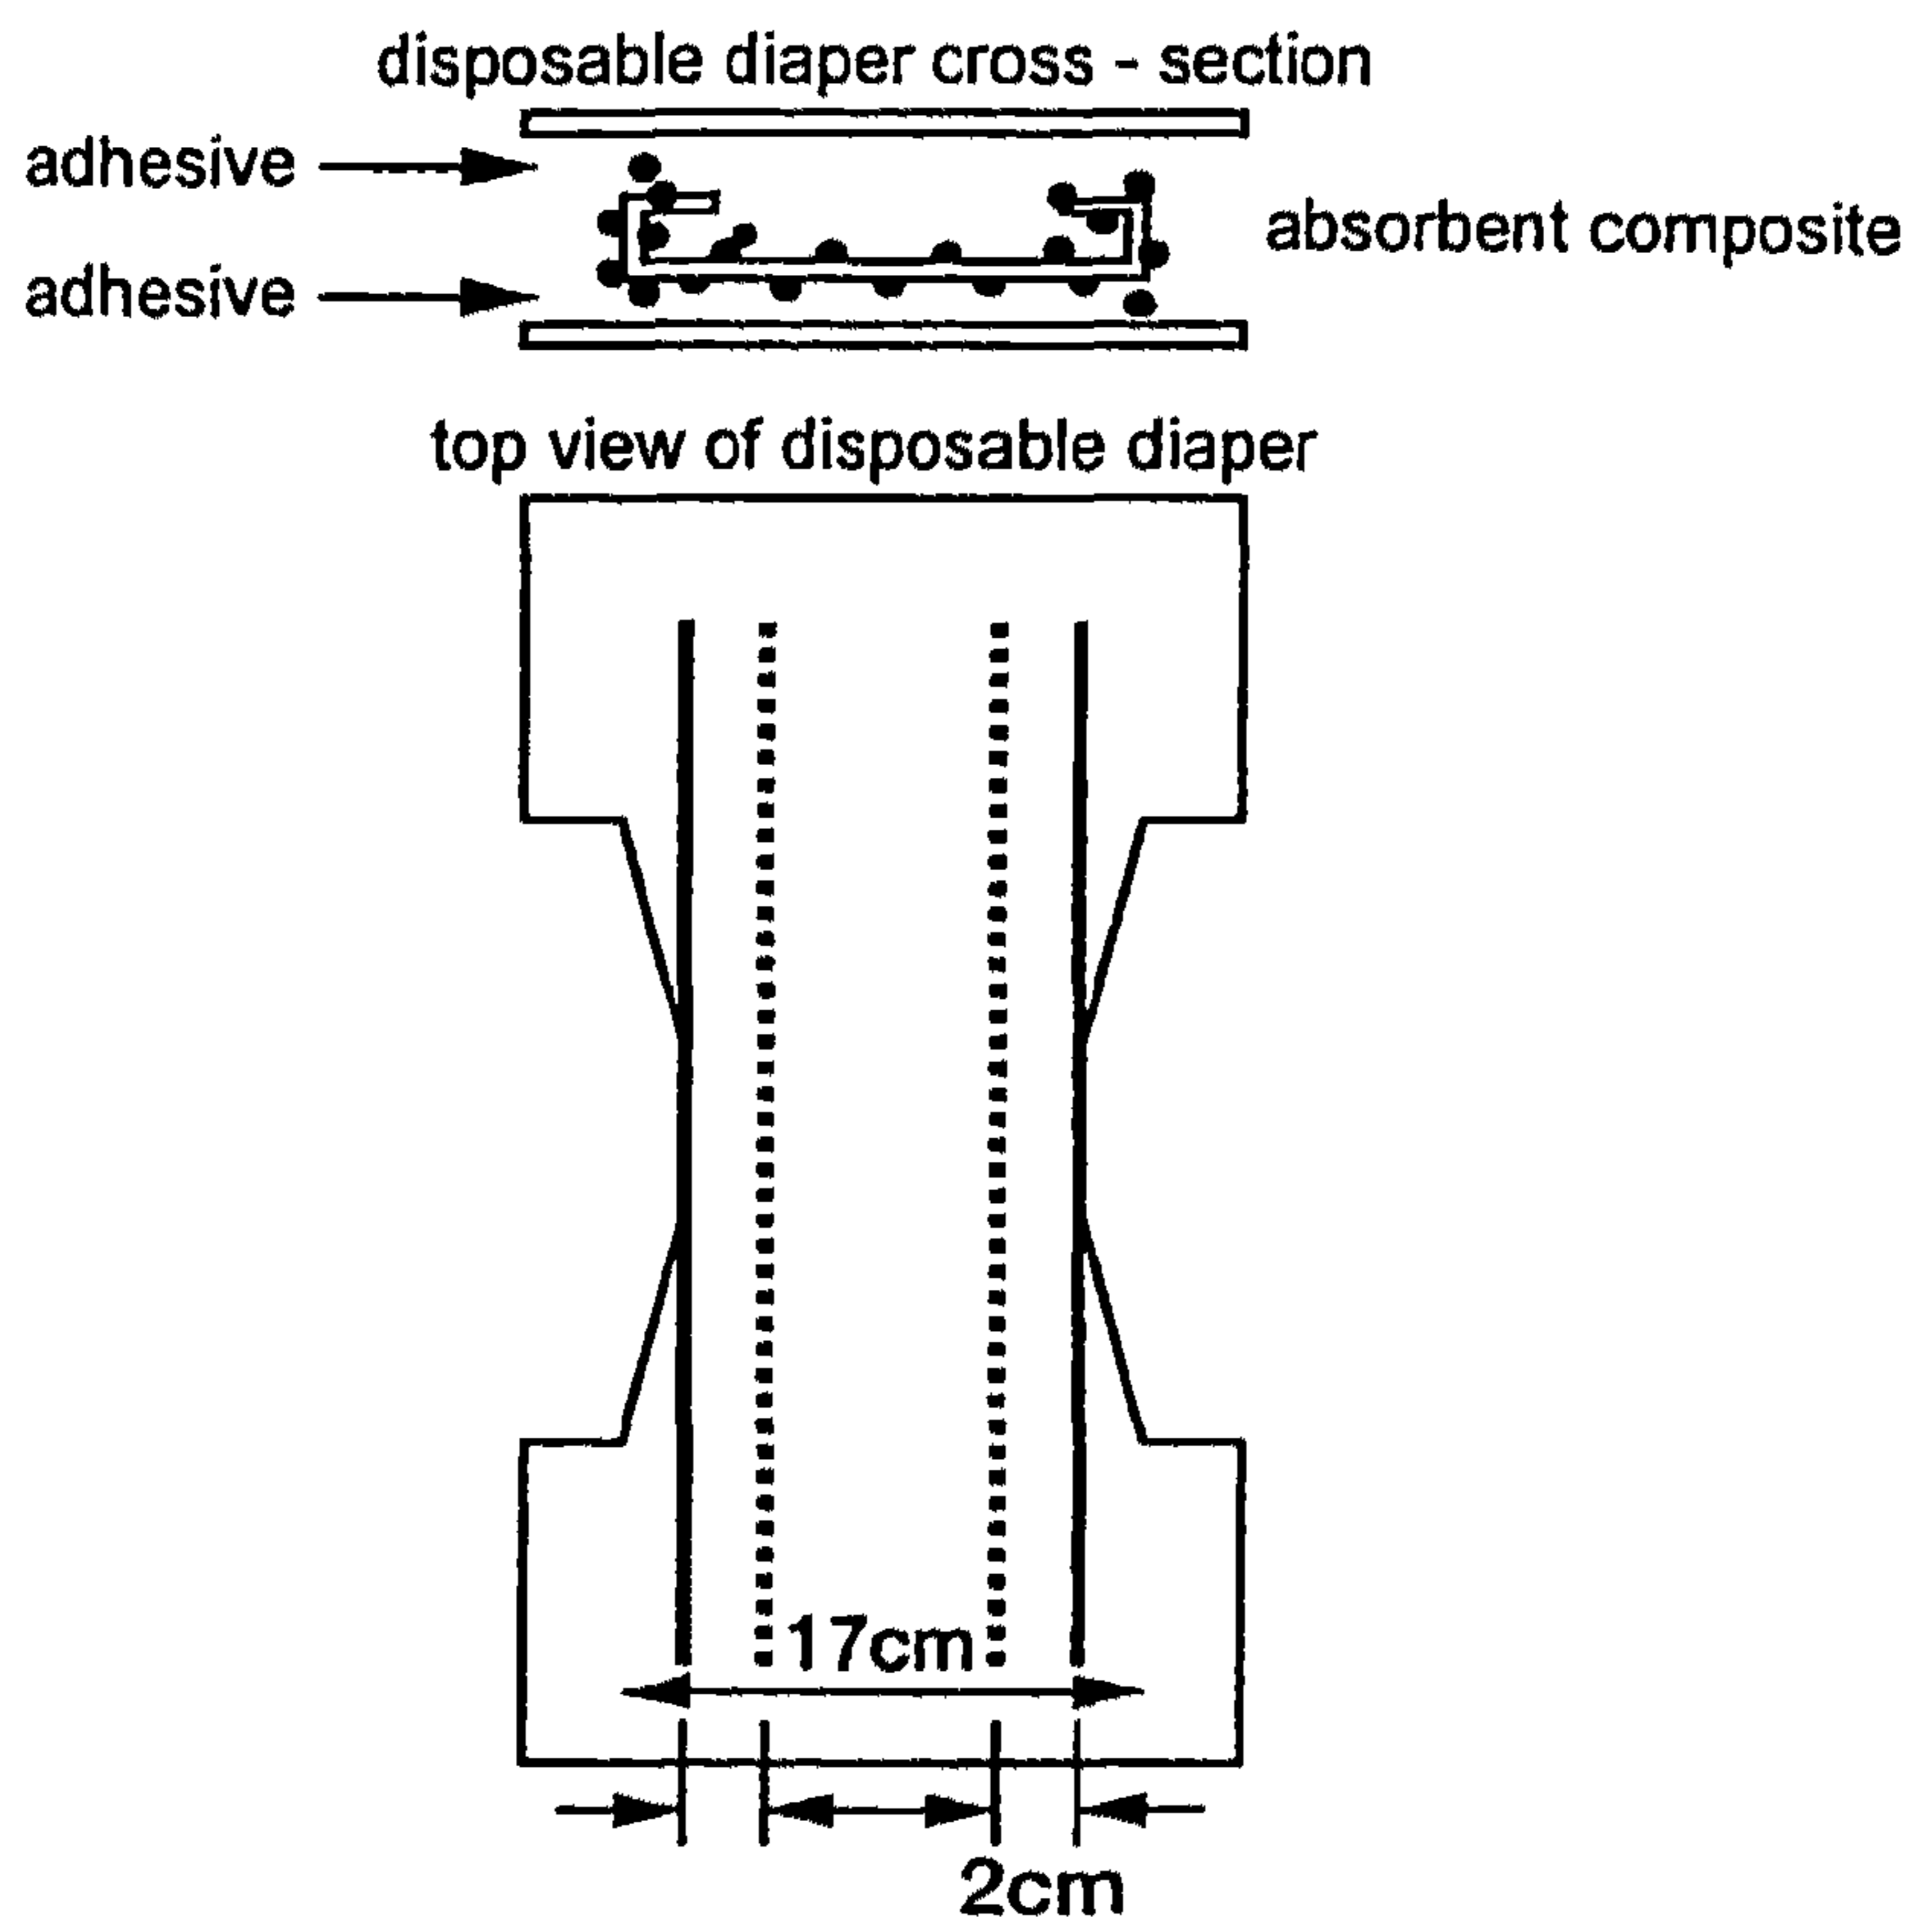 disposable diaper cross - section
adhesive
absorbent composite
adhesive
top view of disposable diaper
17cm
2cm